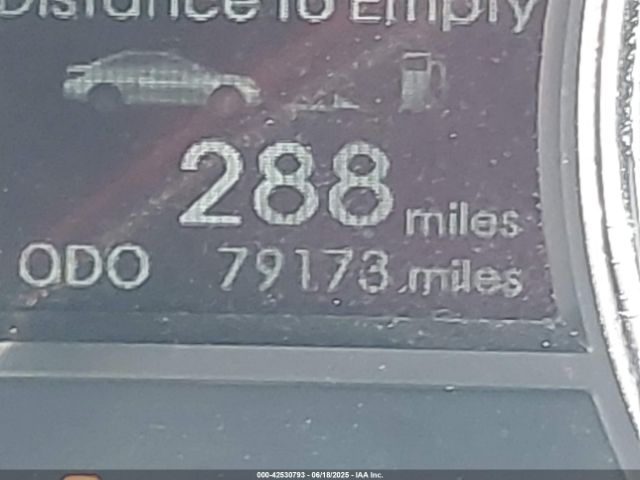 Distance To Empty
288 miles
ODO 79173 miles
000-42530793 - 06/18/2025 - IAA Inc.